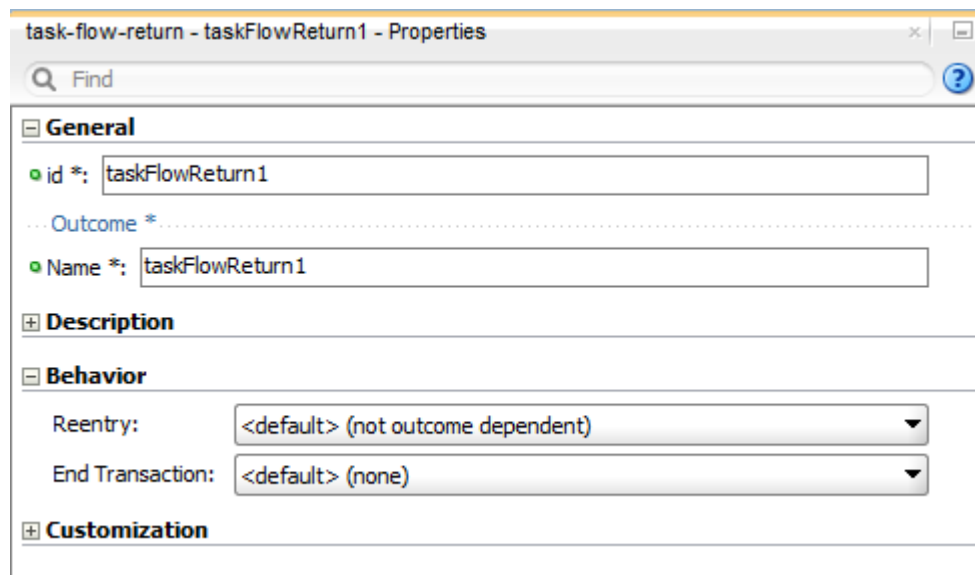 task-flow-return - taskFlowReturn1 - Properties
Find
General
id *: taskFlowReturn1
Outcome *
Name *: taskFlowReturn1
Description
Behavior
Reentry: <default> (not outcome dependent)
End Transaction: <default> (none)
Customization